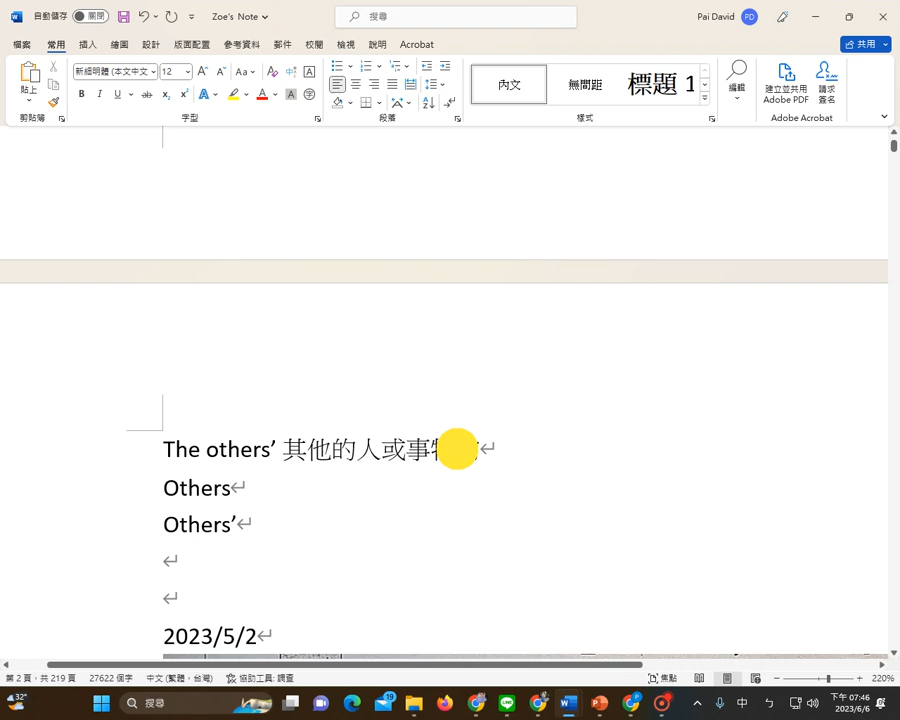 自動儲存 關閉 Zoe's Note 搜尋 Pai David PD
檔案 常用 插入 繪圖 設計 版面配置 參考資料 郵件 校閱 檢視 說明 Acrobat 共用
貼上 新細明體 (本文中文 12 Aa
B I U ab x₂ x² A A A 字
內文 無間距 標題 1
編輯 建立並共用 Adobe PDF 請求簽名
剪貼簿 字型 段落 樣式 Adobe Acrobat
The others’ 其他的人或事
Others
Others’
2023/5/2
第 2 頁，共 219 頁 27622 個字 中文 (繁體，台灣) 協助工具: 調查 焦點 220%
32° 搜尋 19 中 下午 07:46
2023/6/6